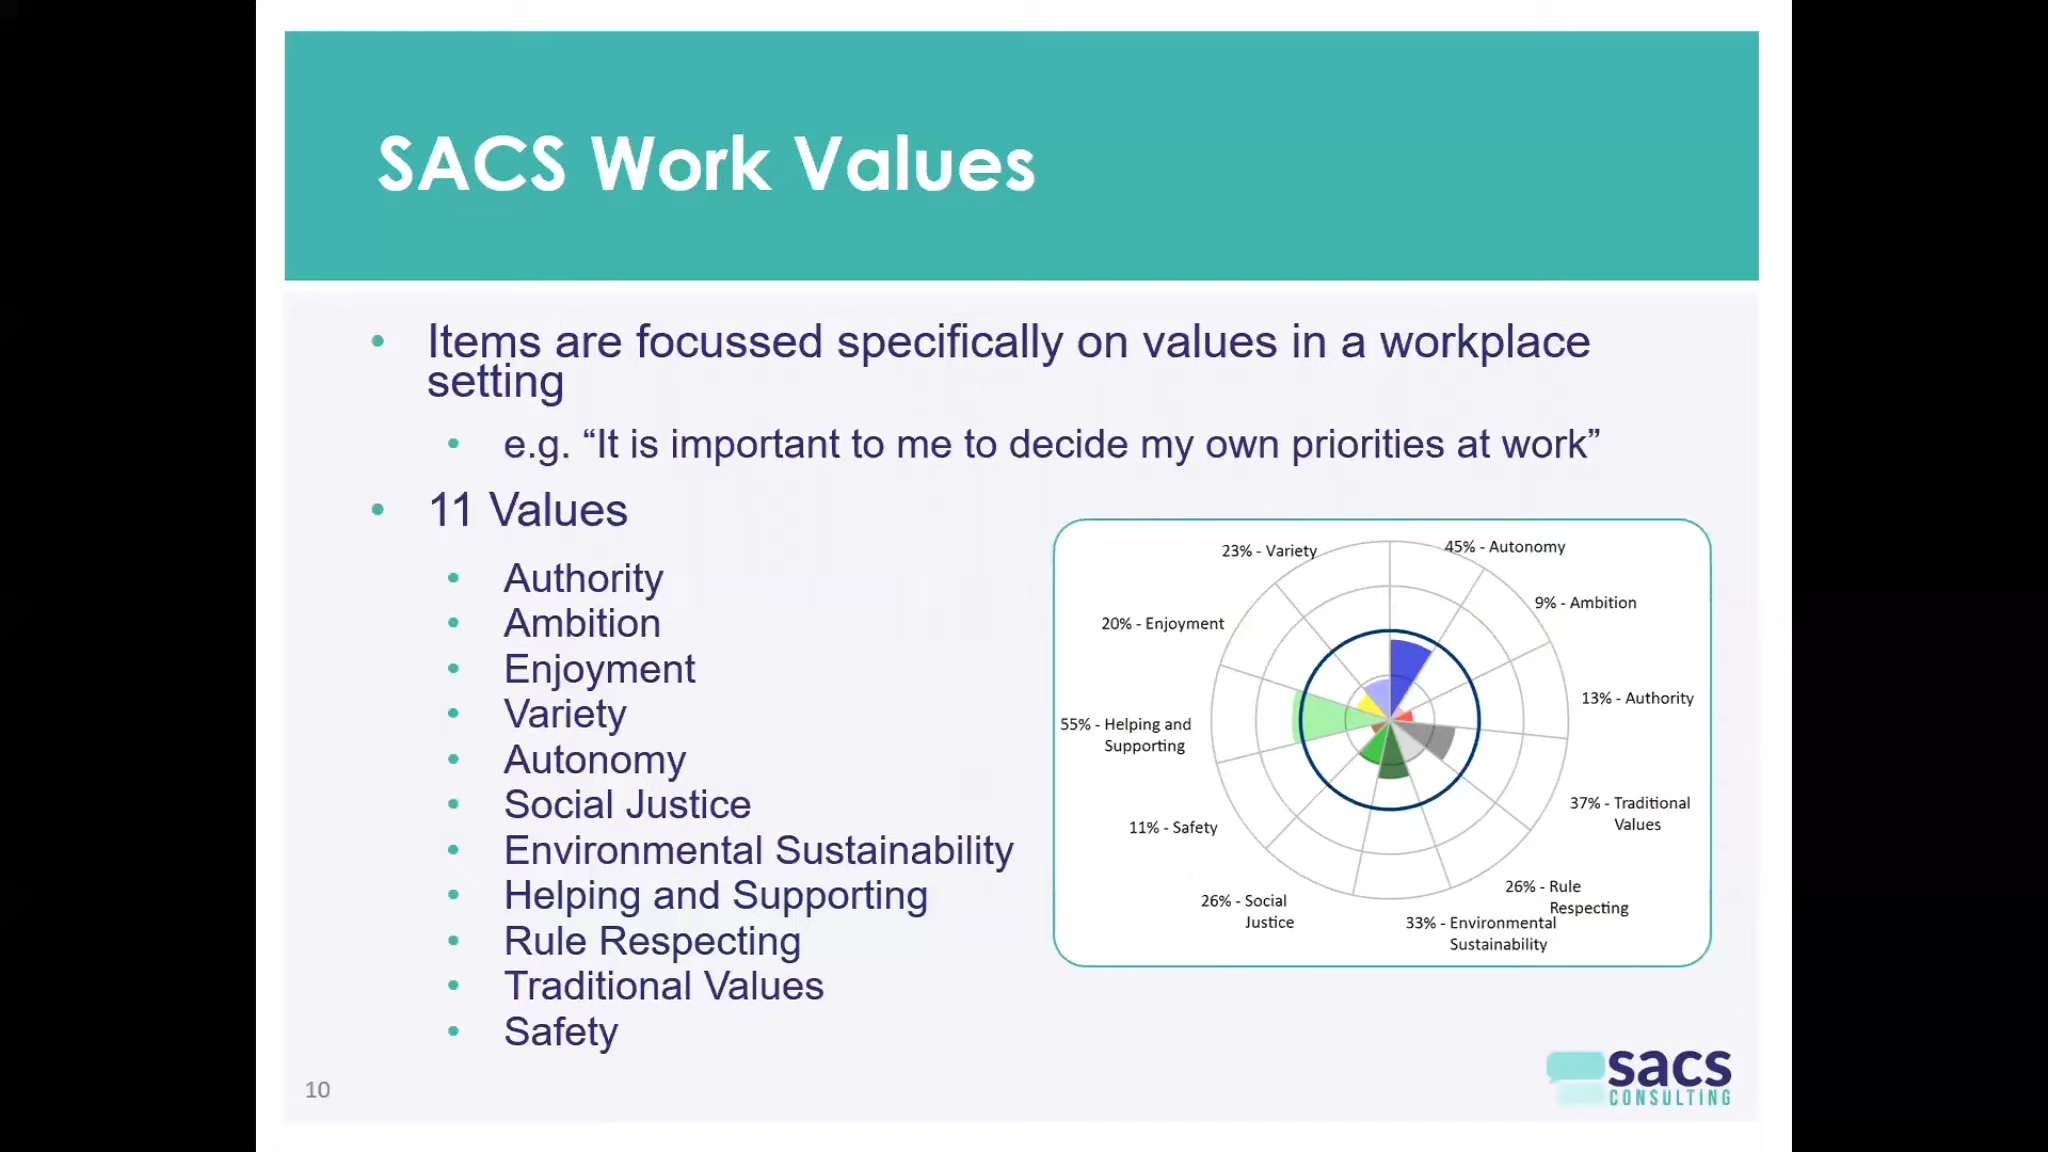 SACS Work Values
• Items are focussed specifically on values in a workplace
setting
• e.g. “It is important to me to decide my own priorities at work”
• 11 Values
• Authority
• Ambition
• Enjoyment
• Variety
• Autonomy
• Social Justice
• Environmental Sustainability
• Helping and Supporting
• Rule Respecting
• Traditional Values
• Safety
23% - Variety
45% - Autonomy
9% - Ambition
20% - Enjoyment
13% - Authority
55% - Helping and
Supporting
37% - Traditional
Values
11% - Safety
26% - Rule
Respecting
26% - Social
Justice
33% - Environmental
Sustainability
10
sacs
CONSULTING